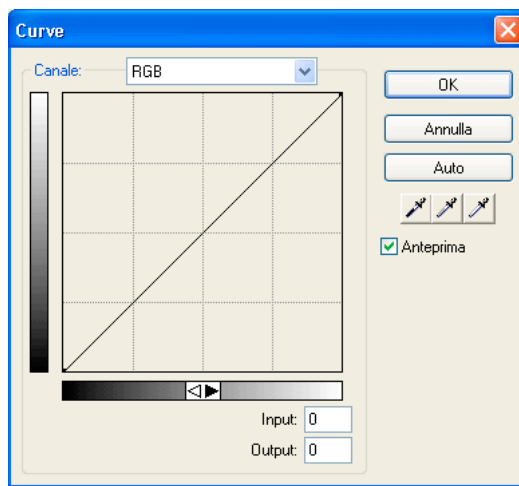 Curve
Canale: RGB
OK
Annulla
Auto
Anteprima
Input: 0
Output: 0